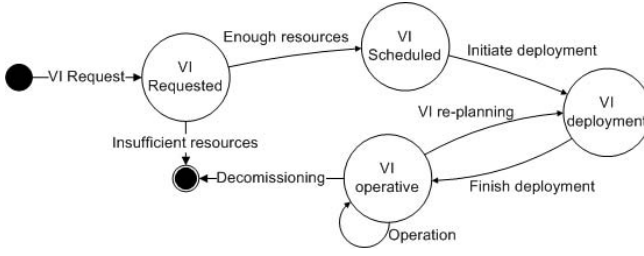 Enough resources
VI
Scheduled
Initiate deployment
VI Request
VI
Requested
VI re-planning
VI
deployment
Insufficient resources
Decomissioning
VI
operative
Finish deployment
Operation